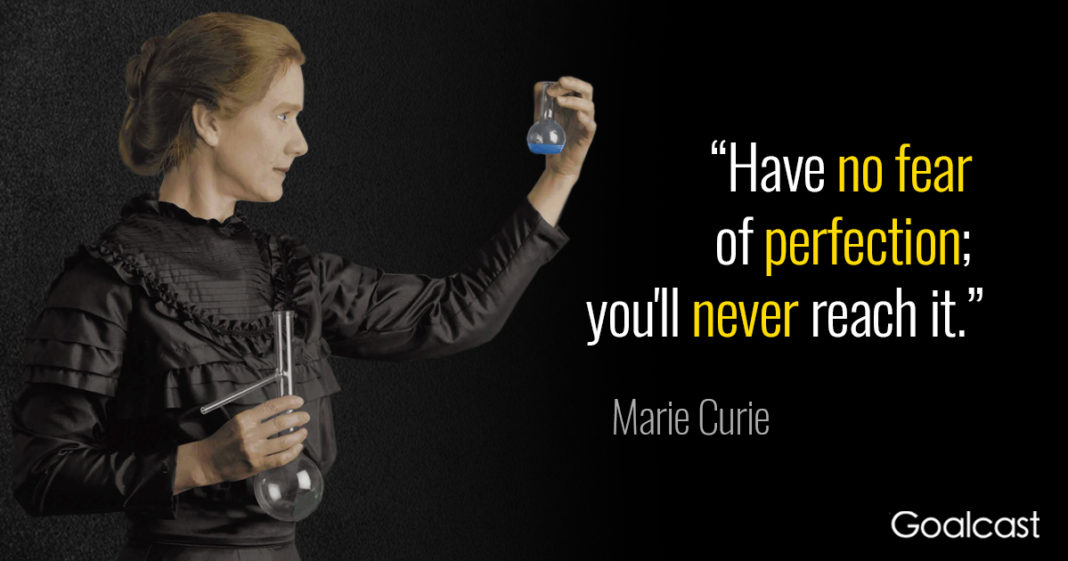 “Have no fear
of perfection;
you'll never reach it.”
Marie Curie
Goalcast